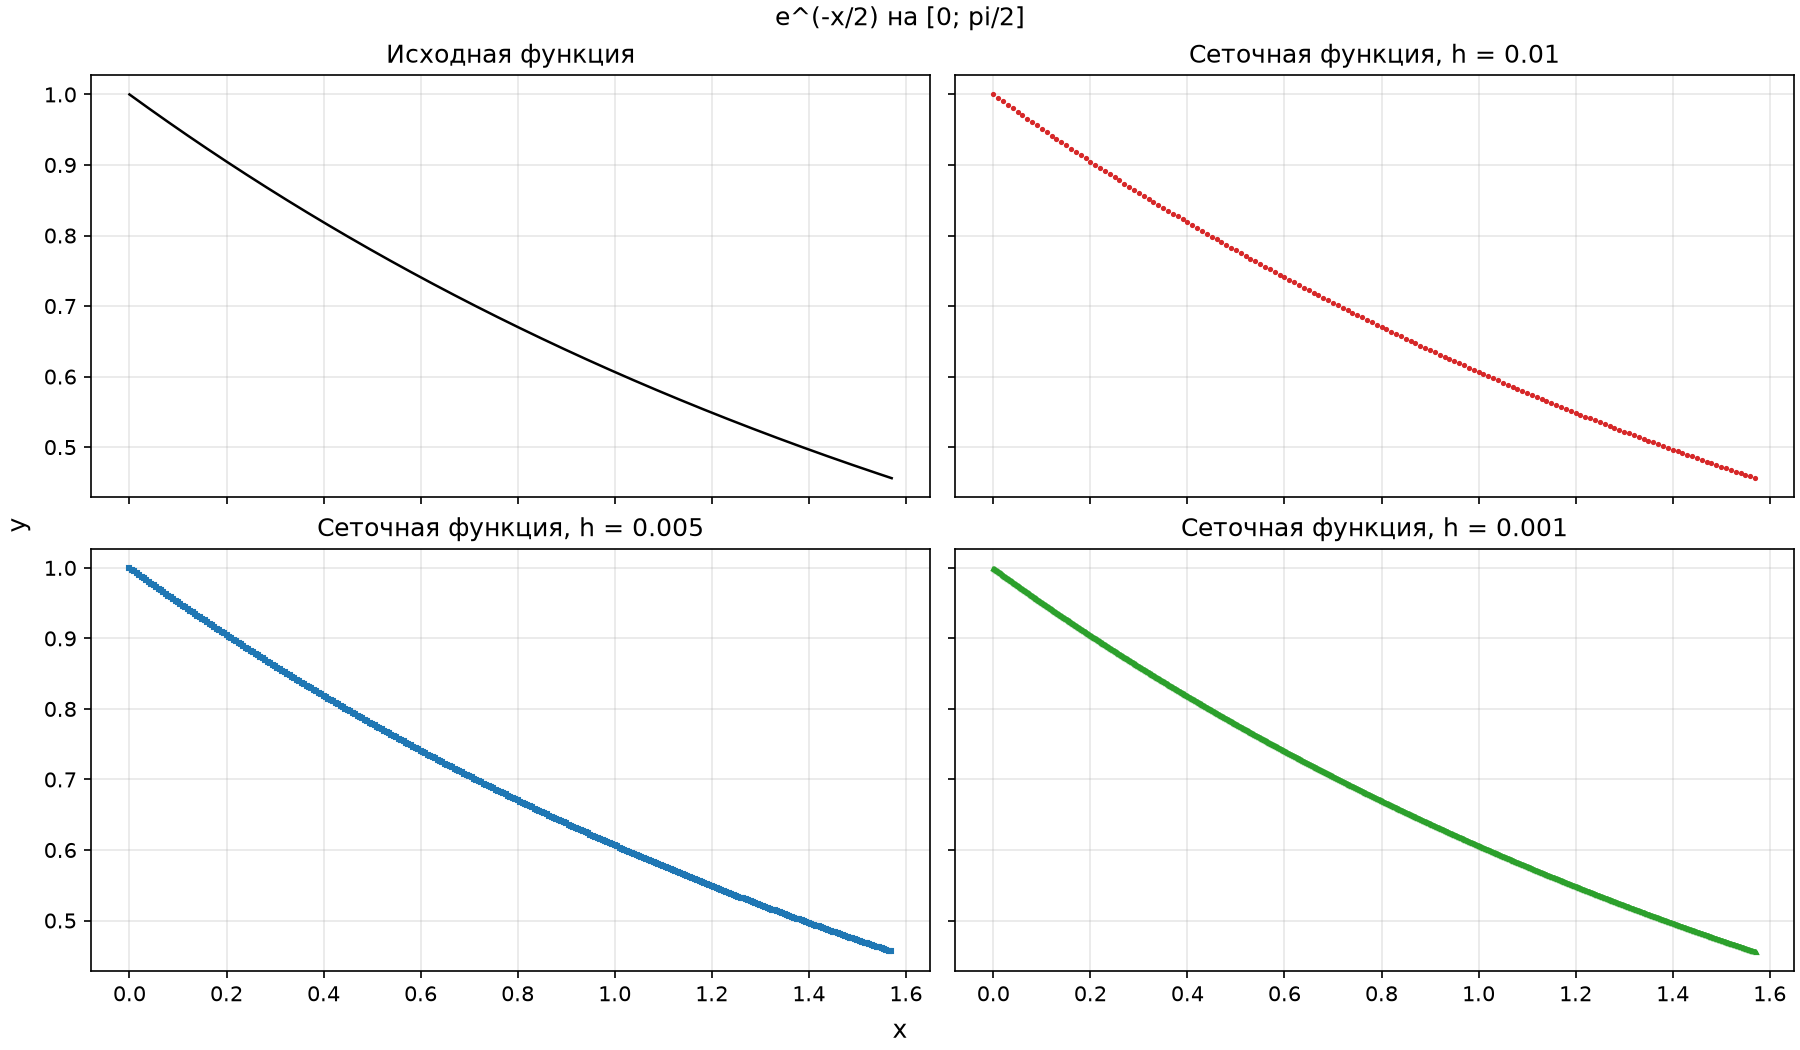 e^(-x/2) на [0; pi/2]
Исходная функция
1.0
0.9
0.8
0.7
0.6
0.5
Сеточная функция, h = 0.01
y
Сеточная функция, h = 0.005
1.0
0.9
0.8
0.7
0.6
0.5
0.0 0.2 0.4 0.6 0.8 1.0 1.2 1.4 1.6
Сеточная функция, h = 0.001
0.0 0.2 0.4 0.6 0.8 1.0 1.2 1.4 1.6
x